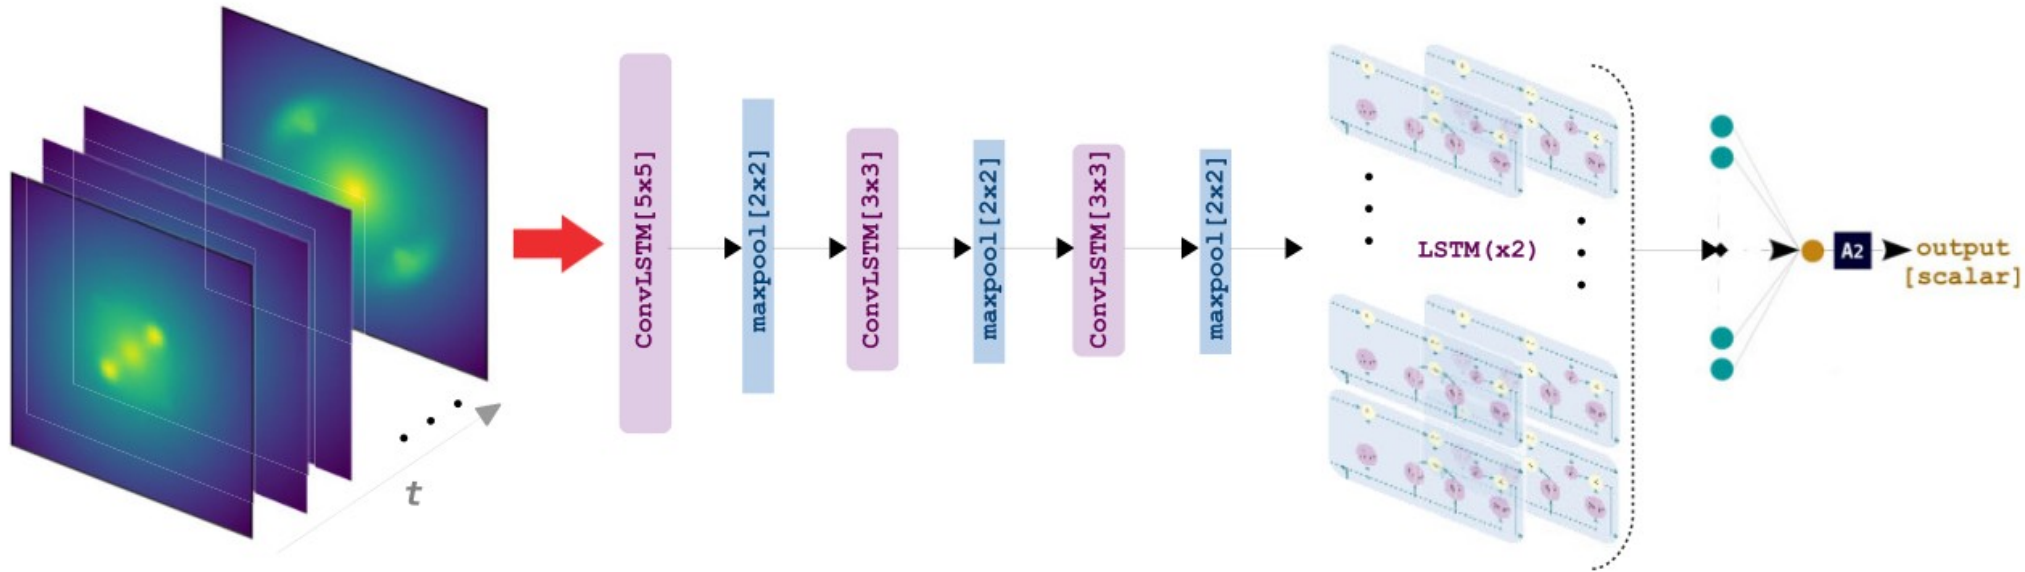 t
ConvLSTM[5x5]
maxpool[2x2]
ConvLSTM[3x3]
maxpool[2x2]
ConvLSTM[3x3]
maxpool[2x2]
LSTM(x2)
A2
output
[scalar]